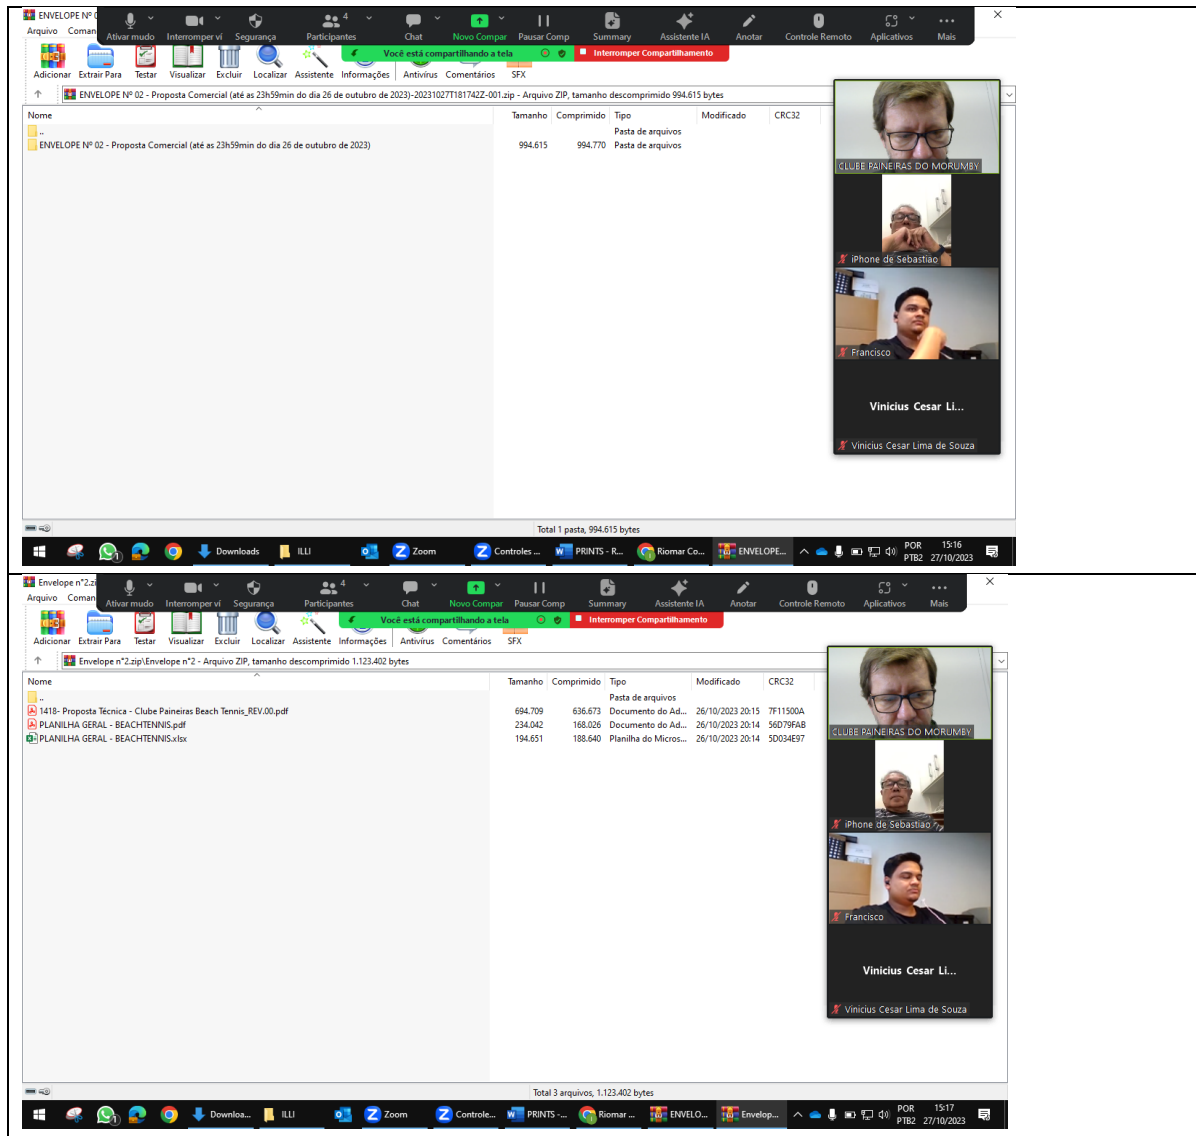 ENVELOPE Nº 0
Ativar mudo Interromper ví Segurança Participantes 4 Chat Novo Compar Pausar Comp Summary Assistente IA Anotar Controle Remoto Aplicativos Mais
Arquivo Coman
Você está compartilhando a tela Interromper Compartilhamento
Adicionar Extrair Para Testar Visualizar Excluir Localizar Assistente Informações Antivírus Comentários SFX
ENVELOPE Nº 02 - Proposta Comercial (até as 23h59min do dia 26 de outubro de 2023)-20231027T181742Z-001.zip - Arquivo ZIP, tamanho descomprimido 994.615 bytes
Nome Tamanho Comprimido Tipo Modificado CRC32
.. Pasta de arquivos
ENVELOPE Nº 02 - Proposta Comercial (até as 23h59min do dia 26 de outubro de 2023) 994.615 994.770 Pasta de arquivos
CLUBE PAINEIRAS DO MORUMBY
iPhone de Sebastiao
Francisco
Vinicius Cesar Li...
Vinicius Cesar Lima de Souza
Total 1 pasta, 994.615 bytes
Downloads ILLI Zoom Controles ... PRINTS - R... Riomar Co... ENVELOPE... POR PTB2 15:16 27/10/2023
Envelope n°2.zi
Ativar mudo Interromper ví Segurança Participantes 4 Chat Novo Compar Pausar Comp Summary Assistente IA Anotar Controle Remoto Aplicativos Mais
Arquivo Coman
Você está compartilhando a tela Interromper Compartilhamento
Adicionar Extrair Para Testar Visualizar Excluir Localizar Assistente Informações Antivírus Comentários SFX
Envelope n°2.zip\Envelope n°2 - Arquivo ZIP, tamanho descomprimido 1.123.402 bytes
Nome Tamanho Comprimido Tipo Modificado CRC32
.. Pasta de arquivos
1418- Proposta Técnica - Clube Paineiras Beach Tennis_REV.00.pdf 694.709 636.673 Documento do Ad... 26/10/2023 20:15 7F11500A
PLANILHA GERAL - BEACHTENNIS.pdf 234.042 168.026 Documento do Ad... 26/10/2023 20:14 56D79FAB
PLANILHA GERAL - BEACHTENNIS.xlsx 194.651 188.640 Planilha do Micros... 26/10/2023 20:14 5D034E97
CLUBE PAINEIRAS DO MORUMBY
iPhone de Sebastiao
Francisco
Vinicius Cesar Li...
Vinicius Cesar Lima de Souza
Total 3 arquivos, 1.123.402 bytes
Downloa... ILLI Zoom Controle... PRINTS -... Riomar ... ENVELO... Envelop... POR PTB2 15:17 27/10/2023